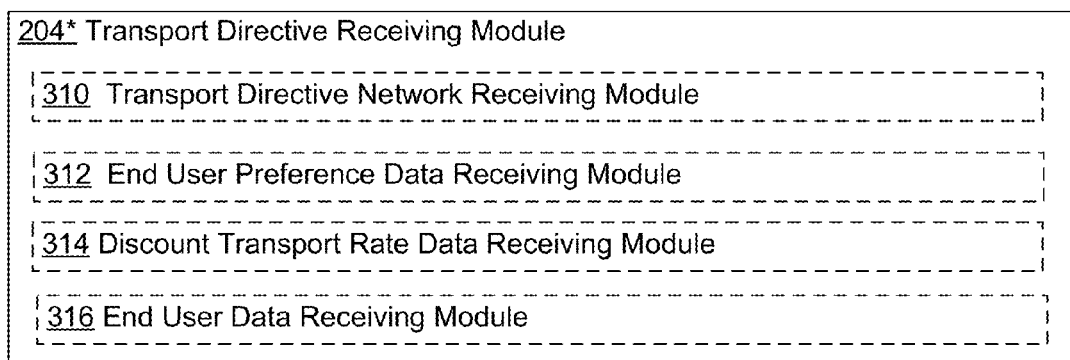 204* Transport Directive Receiving Module
310 Transport Directive Network Receiving Module
312 End User Preference Data Receiving Module
314 Discount Transport Rate Data Receiving Module
316 End User Data Receiving Module